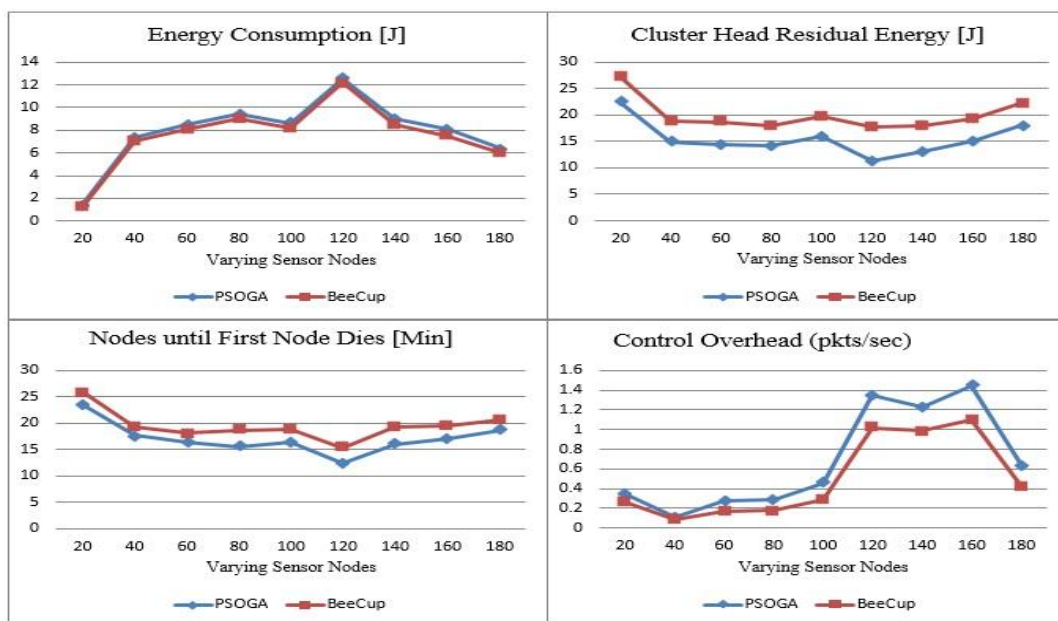 Energy Consumption [J]
14
12
10
8
6
4
2
0
20 40 60 80 100 120 140 160 180
Varying Sensor Nodes
PSOGA BeeCup
Cluster Head Residual Energy [J]
30
25
20
15
10
5
0
20 40 60 80 100 120 140 160 180
Varying Sensor Nodes
PSOGA BeeCup
Nodes until First Node Dies [Min]
30
25
20
15
10
5
0
20 40 60 80 100 120 140 160 180
Varying Sensor Nodes
PSOGA BeeCup
Control Overhead (pkts/sec)
1.6
1.4
1.2
1
0.8
0.6
0.4
0.2
0
20 40 60 80 100 120 140 160 180
Varying Sensor Nodes
PSOGA BeeCup